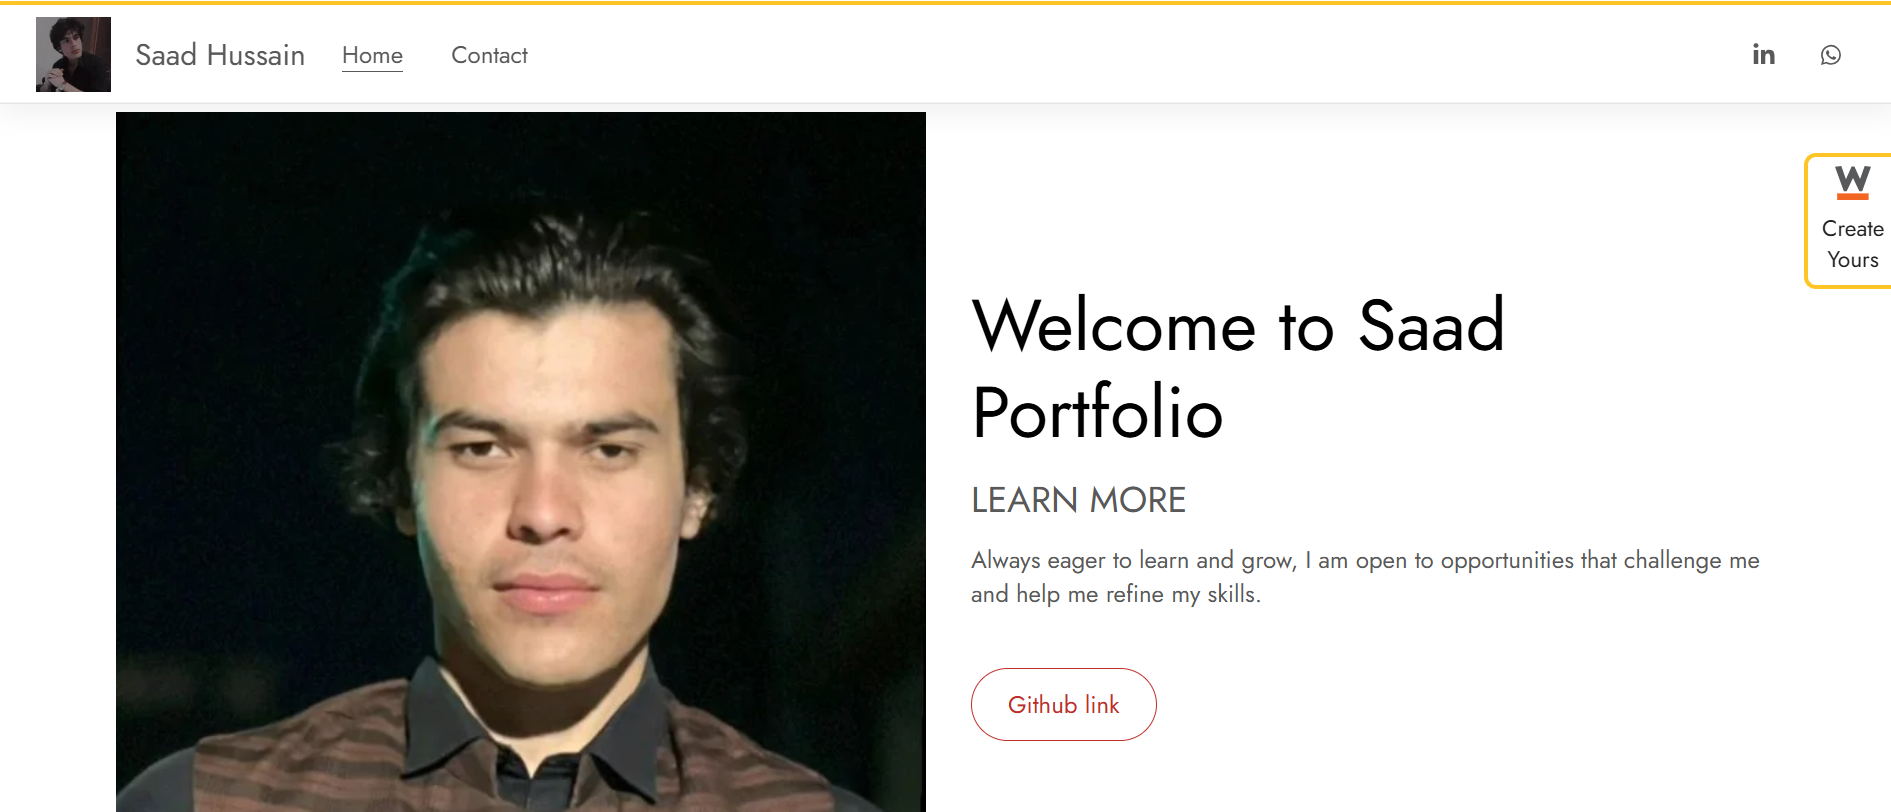 Saad Hussain Home Contact in
W
Create
Yours
Welcome to Saad
Portfolio
LEARN MORE
Always eager to learn and grow, I am open to opportunities that challenge me
and help me refine my skills.
Github link